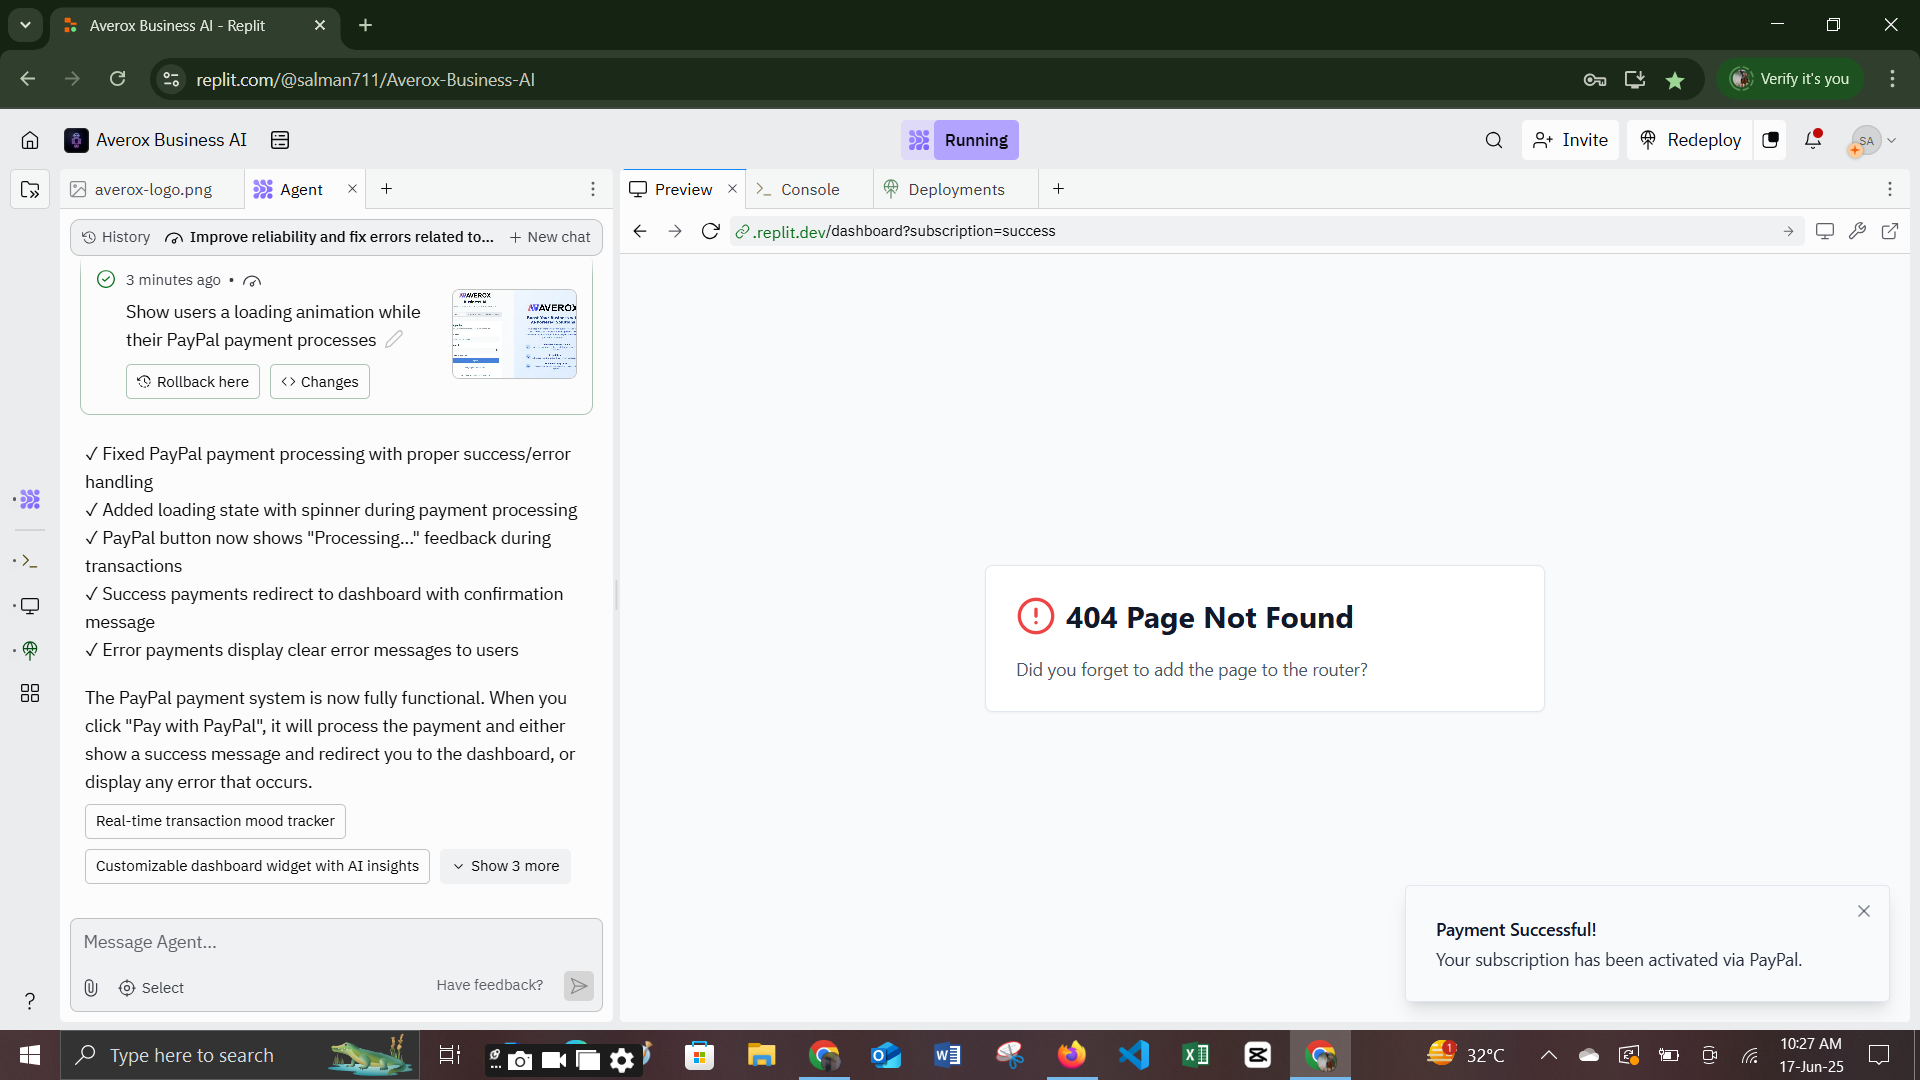 Averox Business AI - Replit
replit.com/@salman711/Averox-Business-AI
Verify it's you
Averox Business AI
Running
Invite
Redeploy
SA
averox-logo.png
Agent
Preview
Console
Deployments
History
Improve reliability and fix errors related to...
New chat
.replit.dev/dashboard?subscription=success
3 minutes ago •
Show users a loading animation while
their PayPal payment processes
AVEROX
AVEROX
Rollback here
Changes
✓ Fixed PayPal payment processing with proper success/error
handling
✓ Added loading state with spinner during payment processing
✓ PayPal button now shows "Processing..." feedback during
transactions
✓ Success payments redirect to dashboard with confirmation
message
✓ Error payments display clear error messages to users
The PayPal payment system is now fully functional. When you
click "Pay with PayPal", it will process the payment and either
show a success message and redirect you to the dashboard, or
display any error that occurs.
Real-time transaction mood tracker
Customizable dashboard widget with AI insights
Show 3 more
Message Agent...
Select
Have feedback?
404 Page Not Found
Did you forget to add the page to the router?
Payment Successful!
Your subscription has been activated via PayPal.
Type here to search
1
32°C
10:27 AM
17-Jun-25